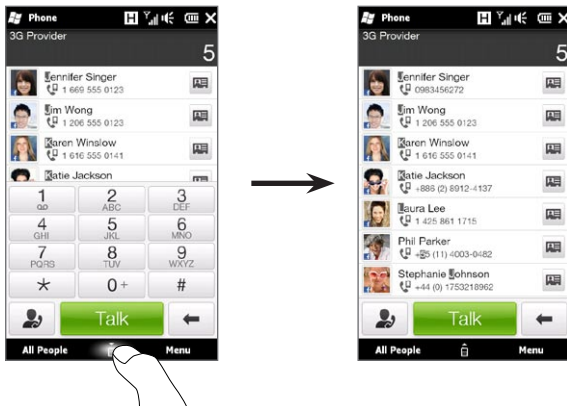 Phone
H
3G Provider
5
Jennifer Singer
1 669 555 0123
Jim Wong
1 206 555 0123
Karen Winslow
1 616 555 0141
Katie Jackson
1
2 ABC
3 DEF
4 GHI
5 JKL
6 MNO
7 PQRS
8 TUV
9 WXYZ
*
0 +
#
Talk
All People
Menu
Phone
H
3G Provider
5
Jennifer Singer
0983456272
Jim Wong
1 206 555 0123
Karen Winslow
1 616 555 0141
Katie Jackson
+886 (2) 8912-4137
Laura Lee
1 425 861 1715
Phil Parker
+55 (11) 4003-0482
Stephanie Johnson
+44 (0) 1753218962
Talk
All People
Menu